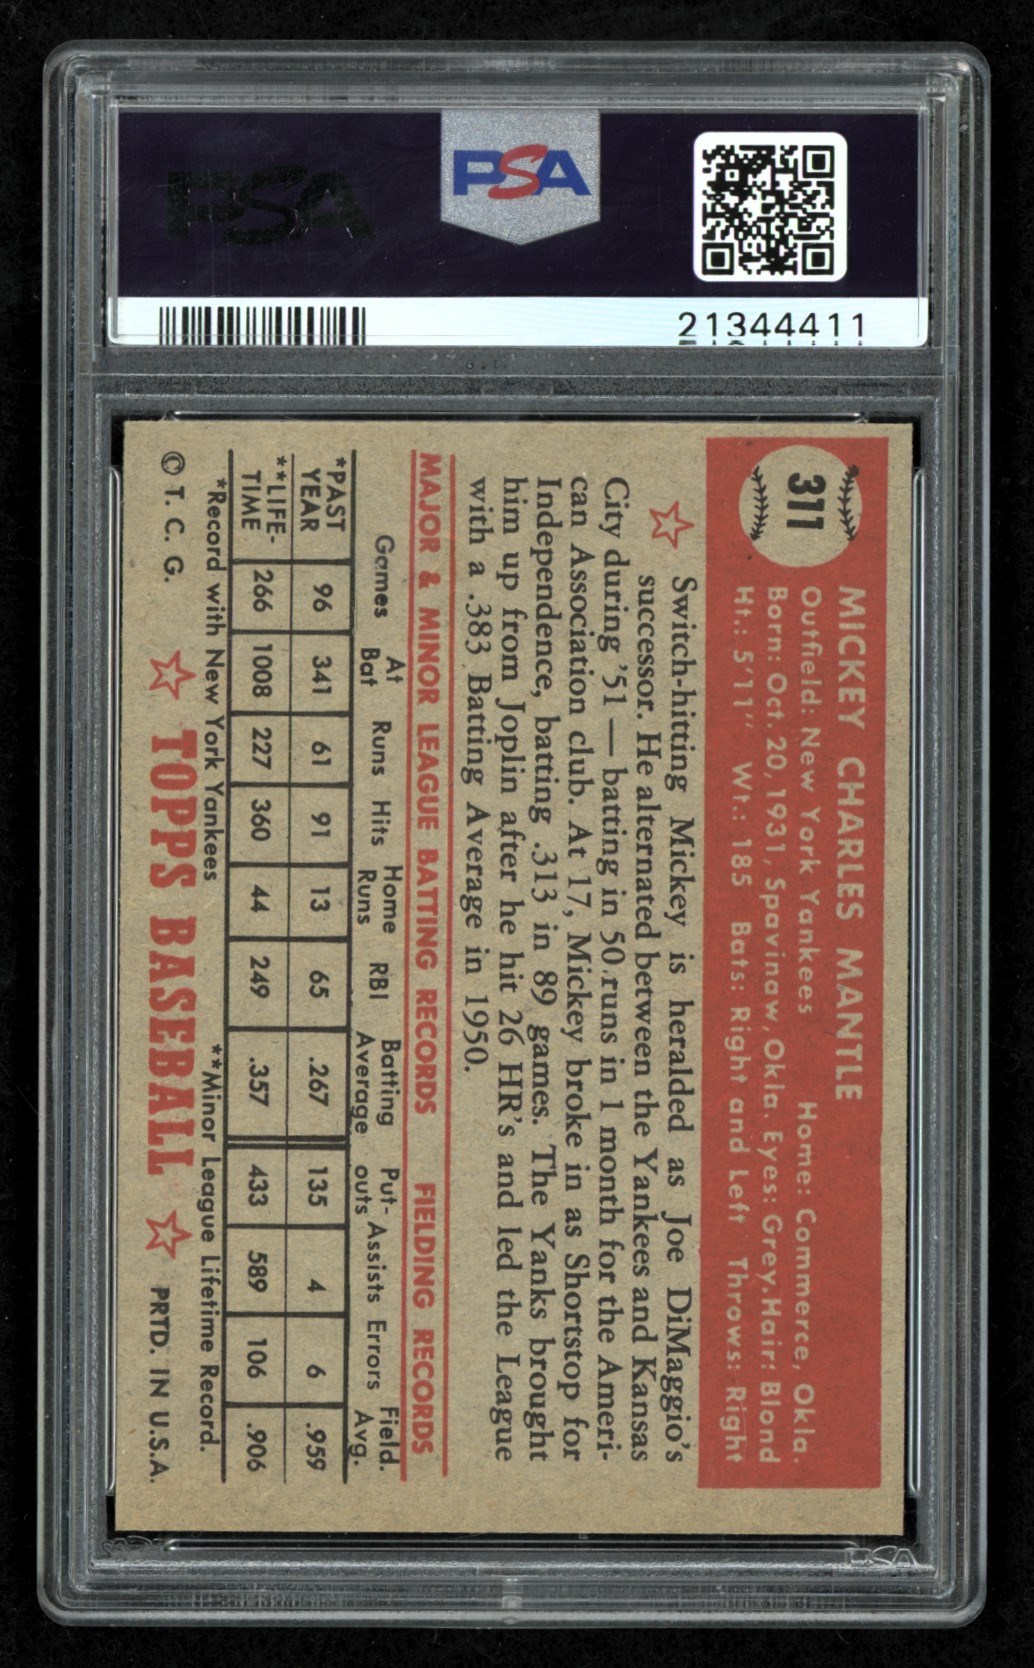 PSA
PSA
21344411
311
MICKEY CHARLES MANTLE
Outfield: New York Yankees Home: Commerce, Okla.
Born: Oct. 20, 1931, Spavinaw, Okla. Eyes: Grey, Hair: Blond
Ht.: 5'11" Wt.: 185 Bats: Right and Left Throws: Right
Switch-hitting Mickey is heralded as Joe DiMaggio's
successor. He alternated between the Yankees and Kansas
City during '51 — batting in 50 runs in 1 month for the Ameri-
can Association club. At 17, Mickey broke in as Shortstop for
Independence, batting .313 in 89 games. The Yanks brought
him up from Joplin after he hit 26 HR's and led the League
with a .383 Batting Average in 1950.
MAJOR & MINOR LEAGUE BATTING RECORDS FIELDING RECORDS
Games At Bat Runs Hits Home Runs RBI Batting Average Put-outs Assists Errors Field. Avg.
*PAST YEAR 96 341 61 91 13 65 .267 135 4 6 .959
**LIFE-TIME 266 1008 227 360 44 249 .357 433 589 106 .906
*Record with New York Yankees **Minor League Lifetime Record.
© T. C. G. TOPPS BASEBALL PRTD. IN U.S.A.
PSA